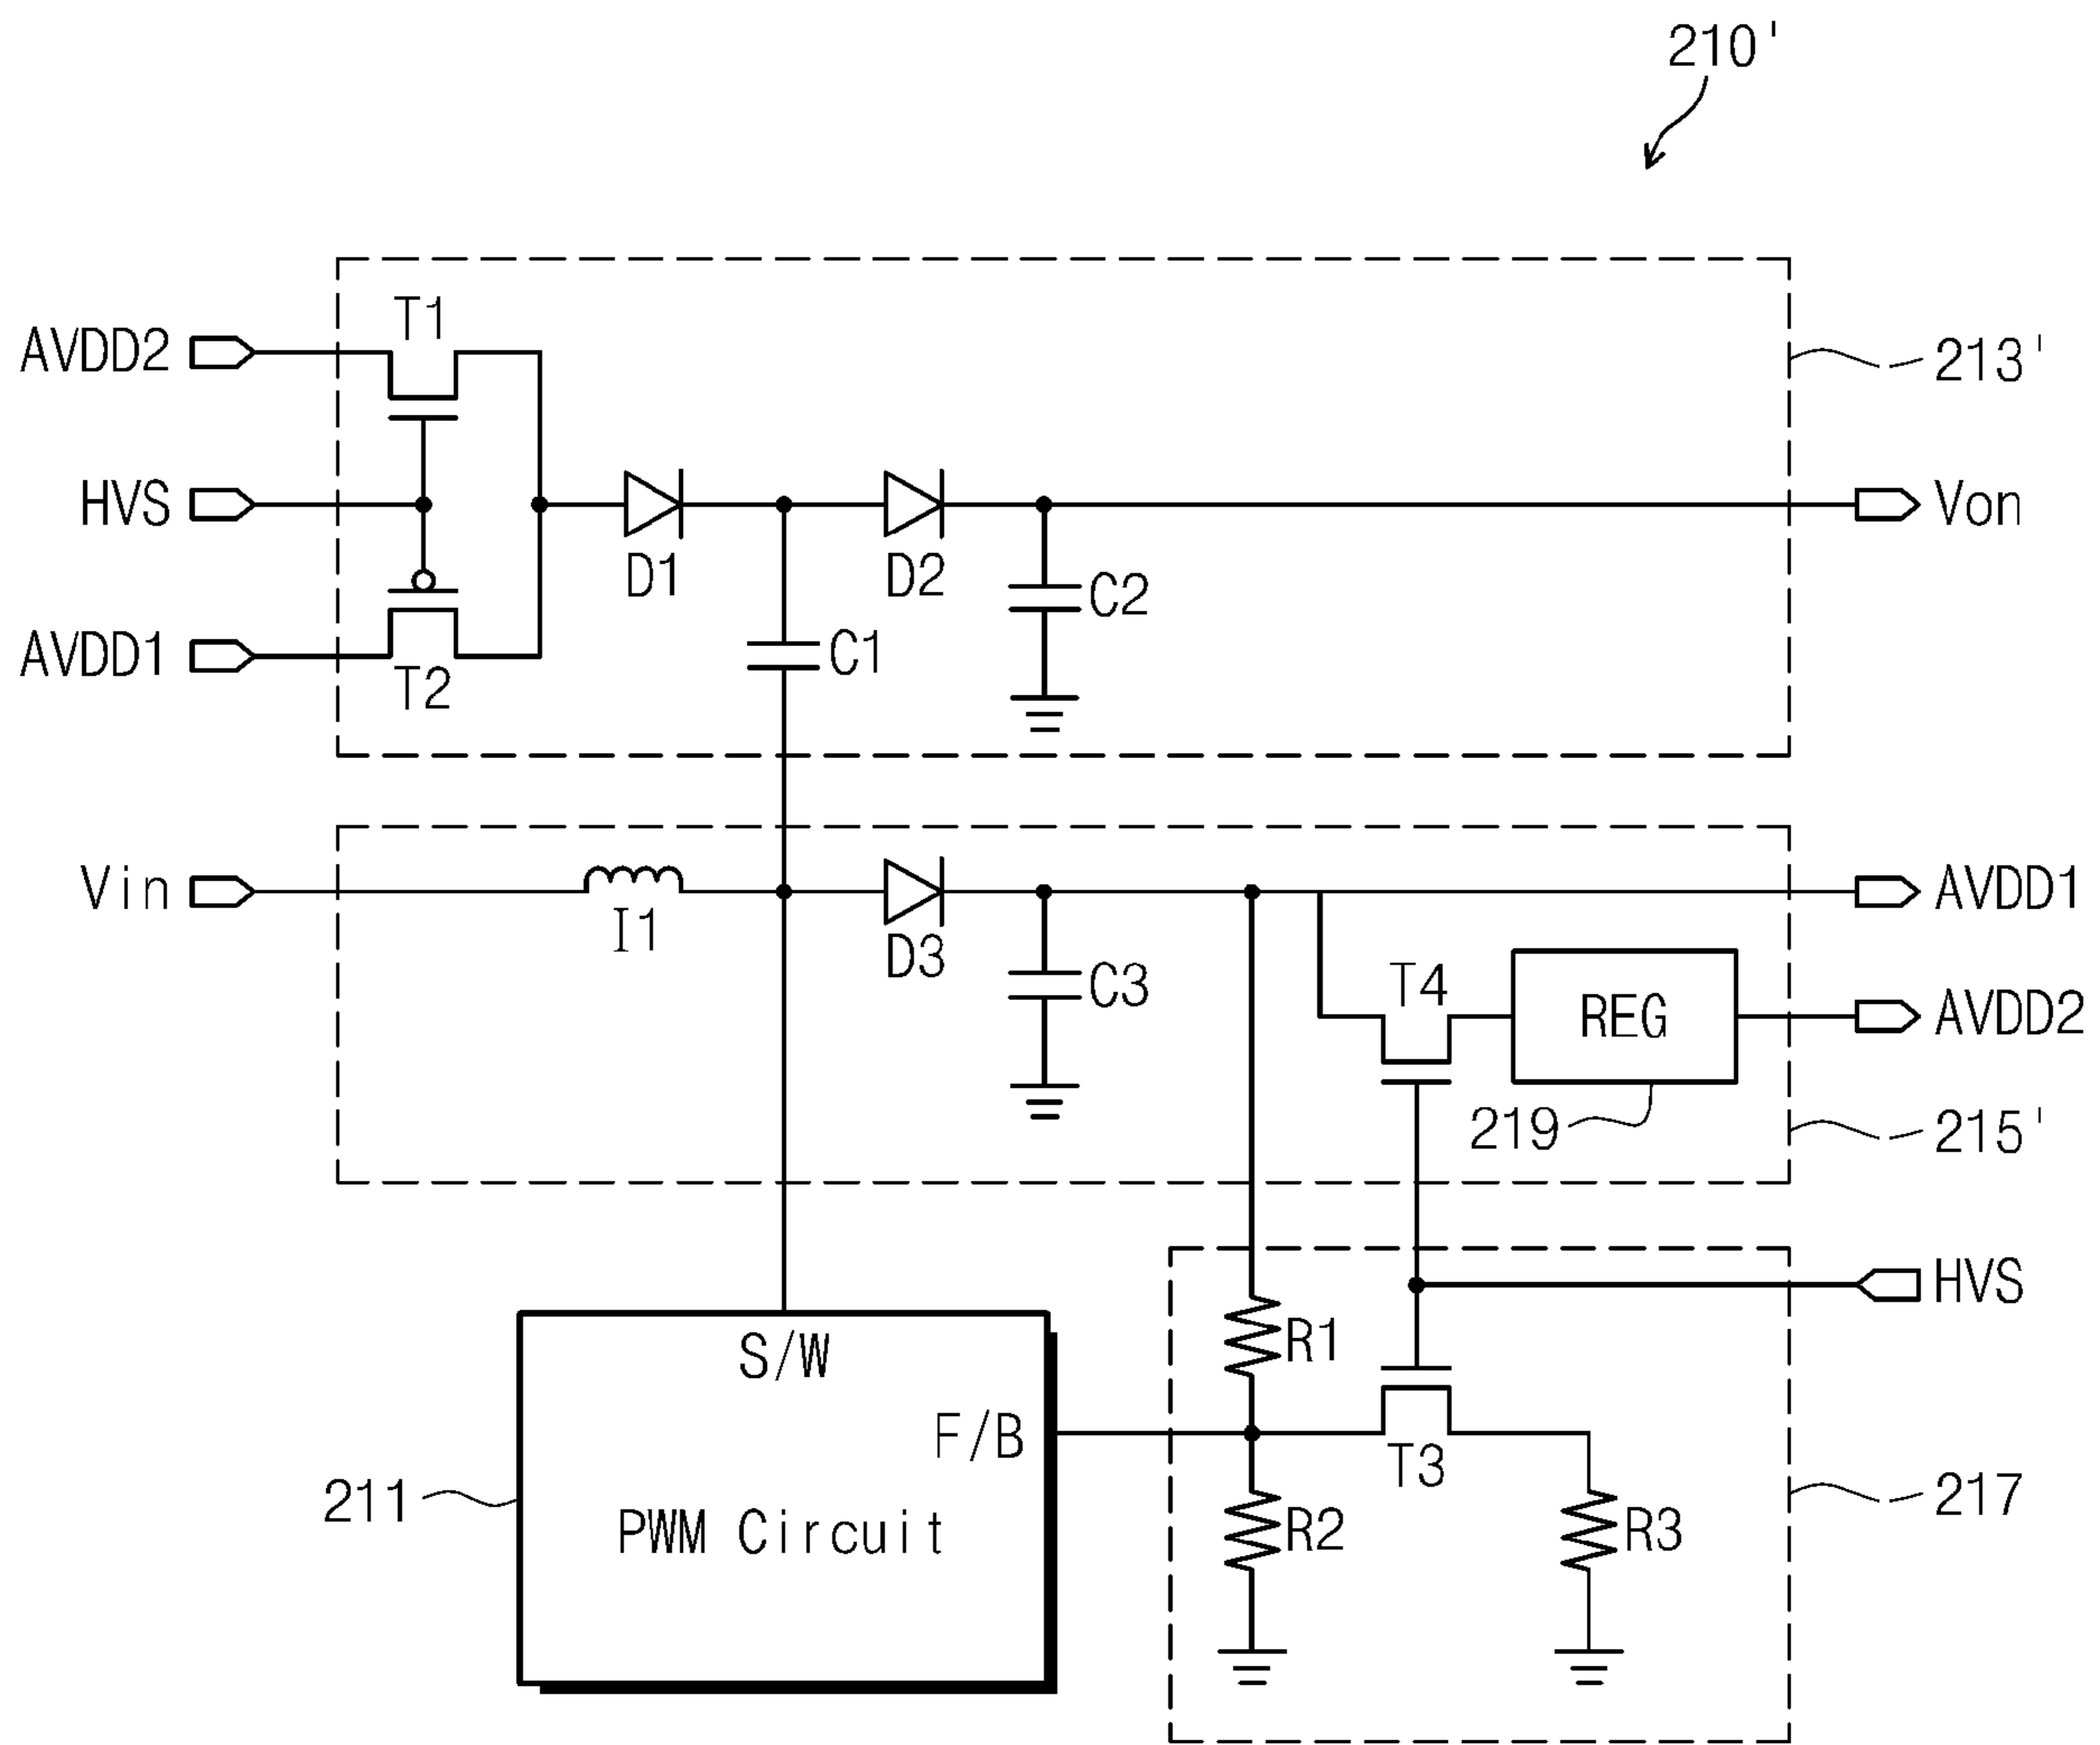 210'
T1
AVDD2
213'
HVS
Von
D1
D2
C2
AVDD1
C1
T2
Vin
AVDD1
I1
D3
C3
T4
REG
AVDD2
219
215'
HVS
S/W
R1
F/B
T3
211
217
PWM Circuit
R2
R3